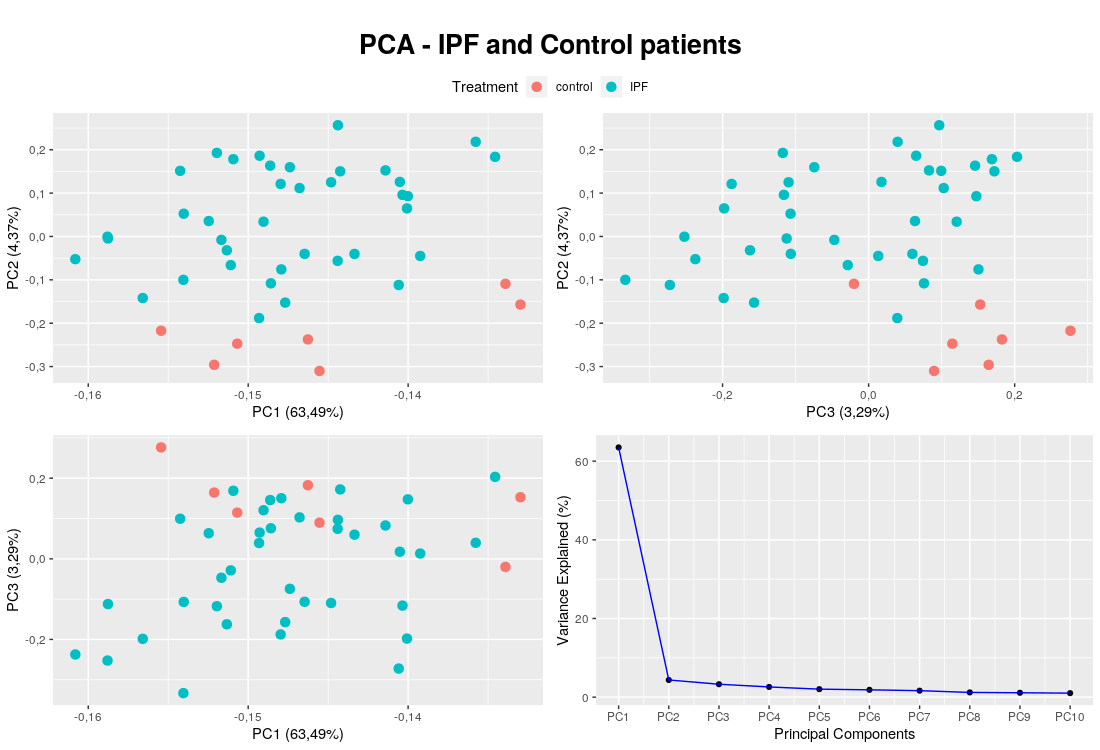 PCA - IPF and Control patients
Treatment control IPF
0,2
0,1
0,0
-0,1
-0,2
-0,3
PC2 (4,37%)
-0,16 -0,15 -0,14
PC1 (63,49%)
0,2
0,1
0,0
-0,1
-0,2
-0,3
PC2 (4,37%)
-0,2 0,0 0,2
PC3 (3,29%)
0,2
0,0
-0,2
PC3 (3,29%)
-0,16 -0,15 -0,14
PC1 (63,49%)
60
40
20
0
Variance Explained (%)
PC1 PC2 PC3 PC4 PC5 PC6 PC7 PC8 PC9 PC10
Principal Components